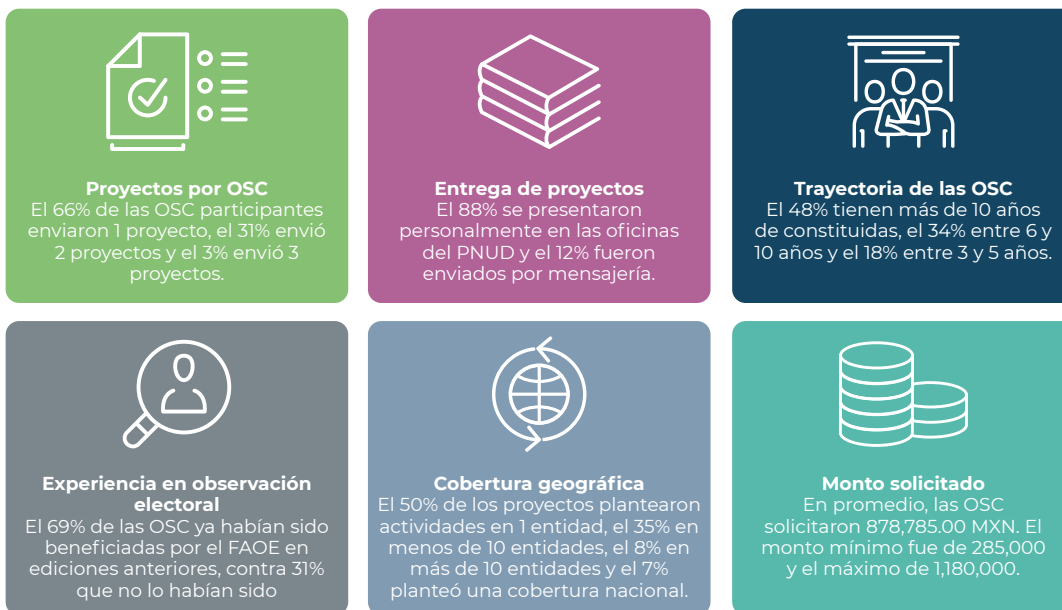 Proyectos por OSC
El 66% de las OSC participantes
enviaron 1 proyecto, el 31% envió
2 proyectos y el 3% envió 3
proyectos.
Entrega de proyectos
El 88% se presentaron
personalmente en las oficinas
del PNUD y el 12% fueron
enviados por mensajería.
Trayectoria de las OSC
El 48% tienen más de 10 años
de constituidas, el 34% entre 6 y
10 años y el 18% entre 3 y 5 años.
Experiencia en observación
electoral
El 69% de las OSC ya habían sido
beneficiadas por el FAOE en
ediciones anteriores, contra 31%
que no lo habían sido
Cobertura geográfica
El 50% de los proyectos plantearon
actividades en 1 entidad, el 35% en
menos de 10 entidades, el 8% en
más de 10 entidades y el 7%
planteó una cobertura nacional.
Monto solicitado
En promedio, las OSC
solicitaron 878,785.00 MXN. El
monto mínimo fue de 285,000
y el máximo de 1,180,000.